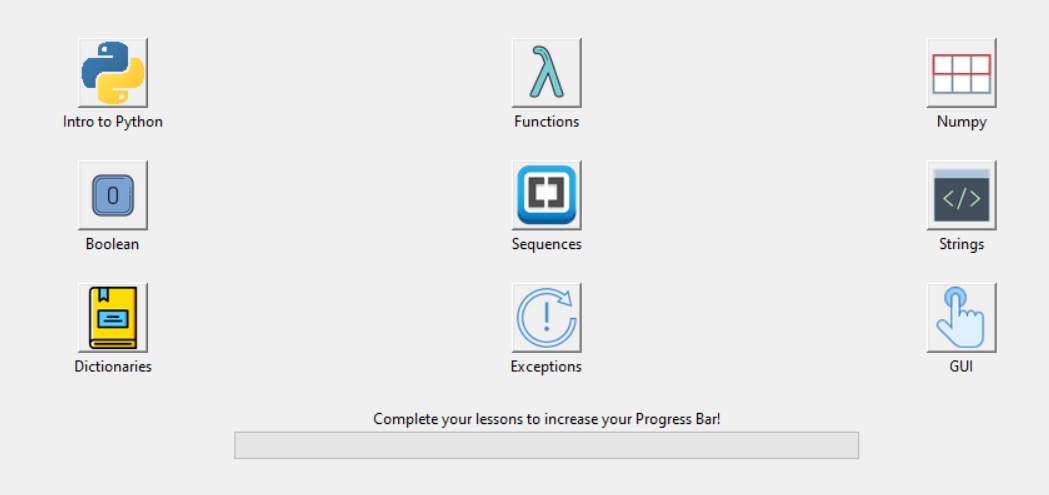 Intro to Python
Functions
Numpy
0
Boolean
Sequences
</>
Strings
Dictionaries
!
Exceptions
GUI
Complete your lessons to increase your Progress Bar!